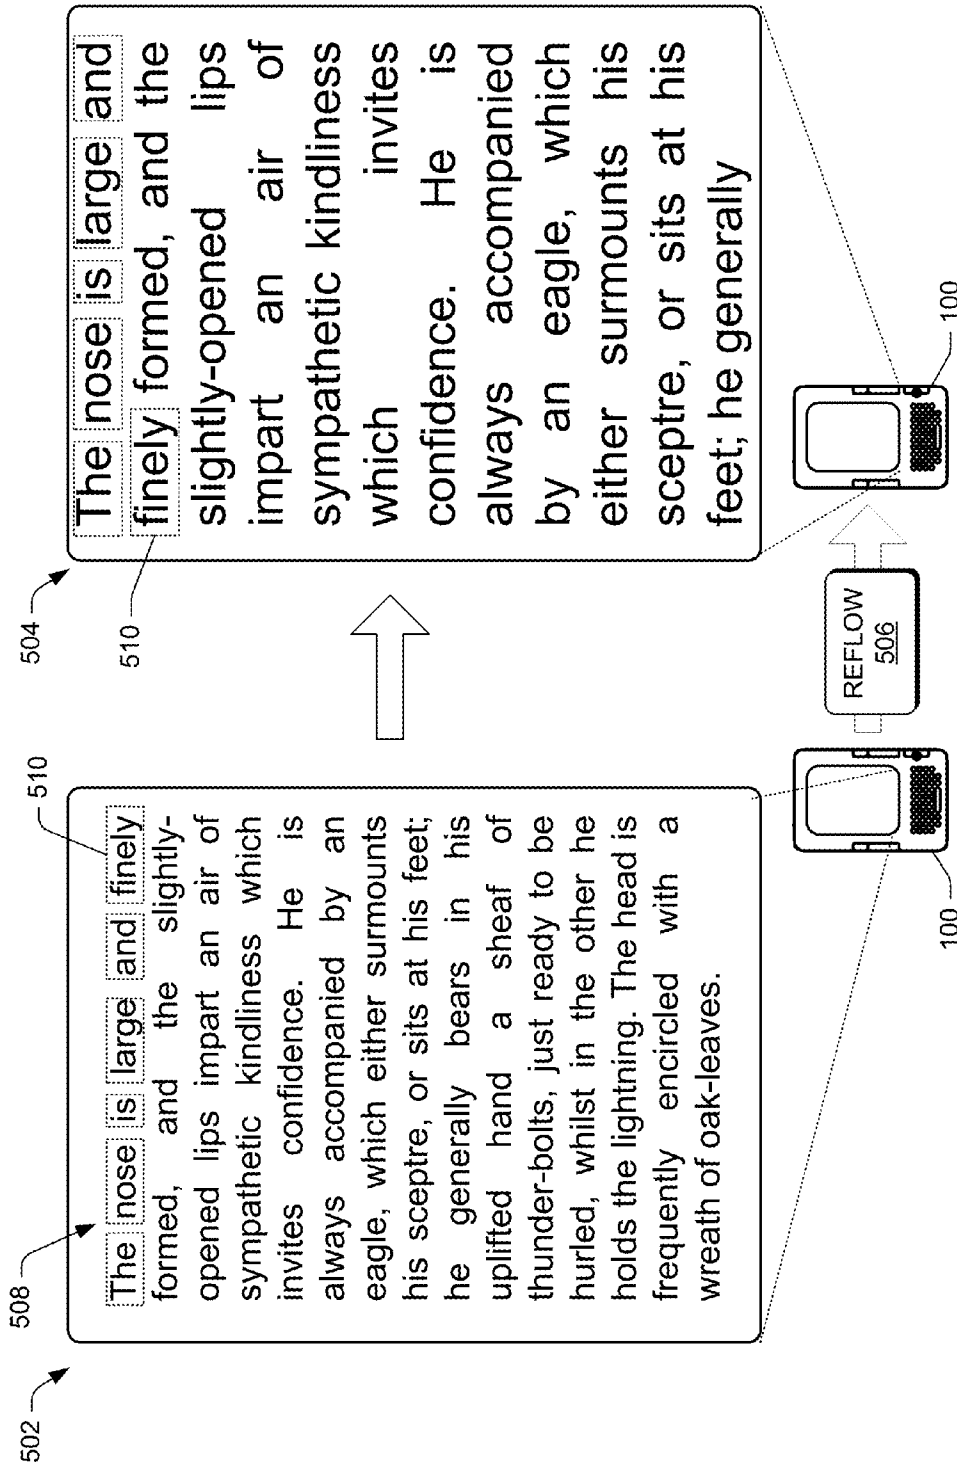 502
508
The nose is large and finely
formed, and the slightly-
opened lips impart an air of
sympathetic kindliness which
invites confidence. He is
always accompanied by an
eagle, which either surmounts
his sceptre, or sits at his feet;
he generally bears in his
uplifted hand a sheaf of
thunder-bolts, just ready to be
hurled, whilst in the other he
holds the lightning. The head is
frequently encircled with a
wreath of oak-leaves.
510
100
504
510
The nose is large and
finely formed, and the
slightly-opened lips
impart an air of
sympathetic kindliness
which invites
confidence. He is
always accompanied
by an eagle, which
either surmounts his
sceptre, or sits at his
feet; he generally
REFLOW
506
100